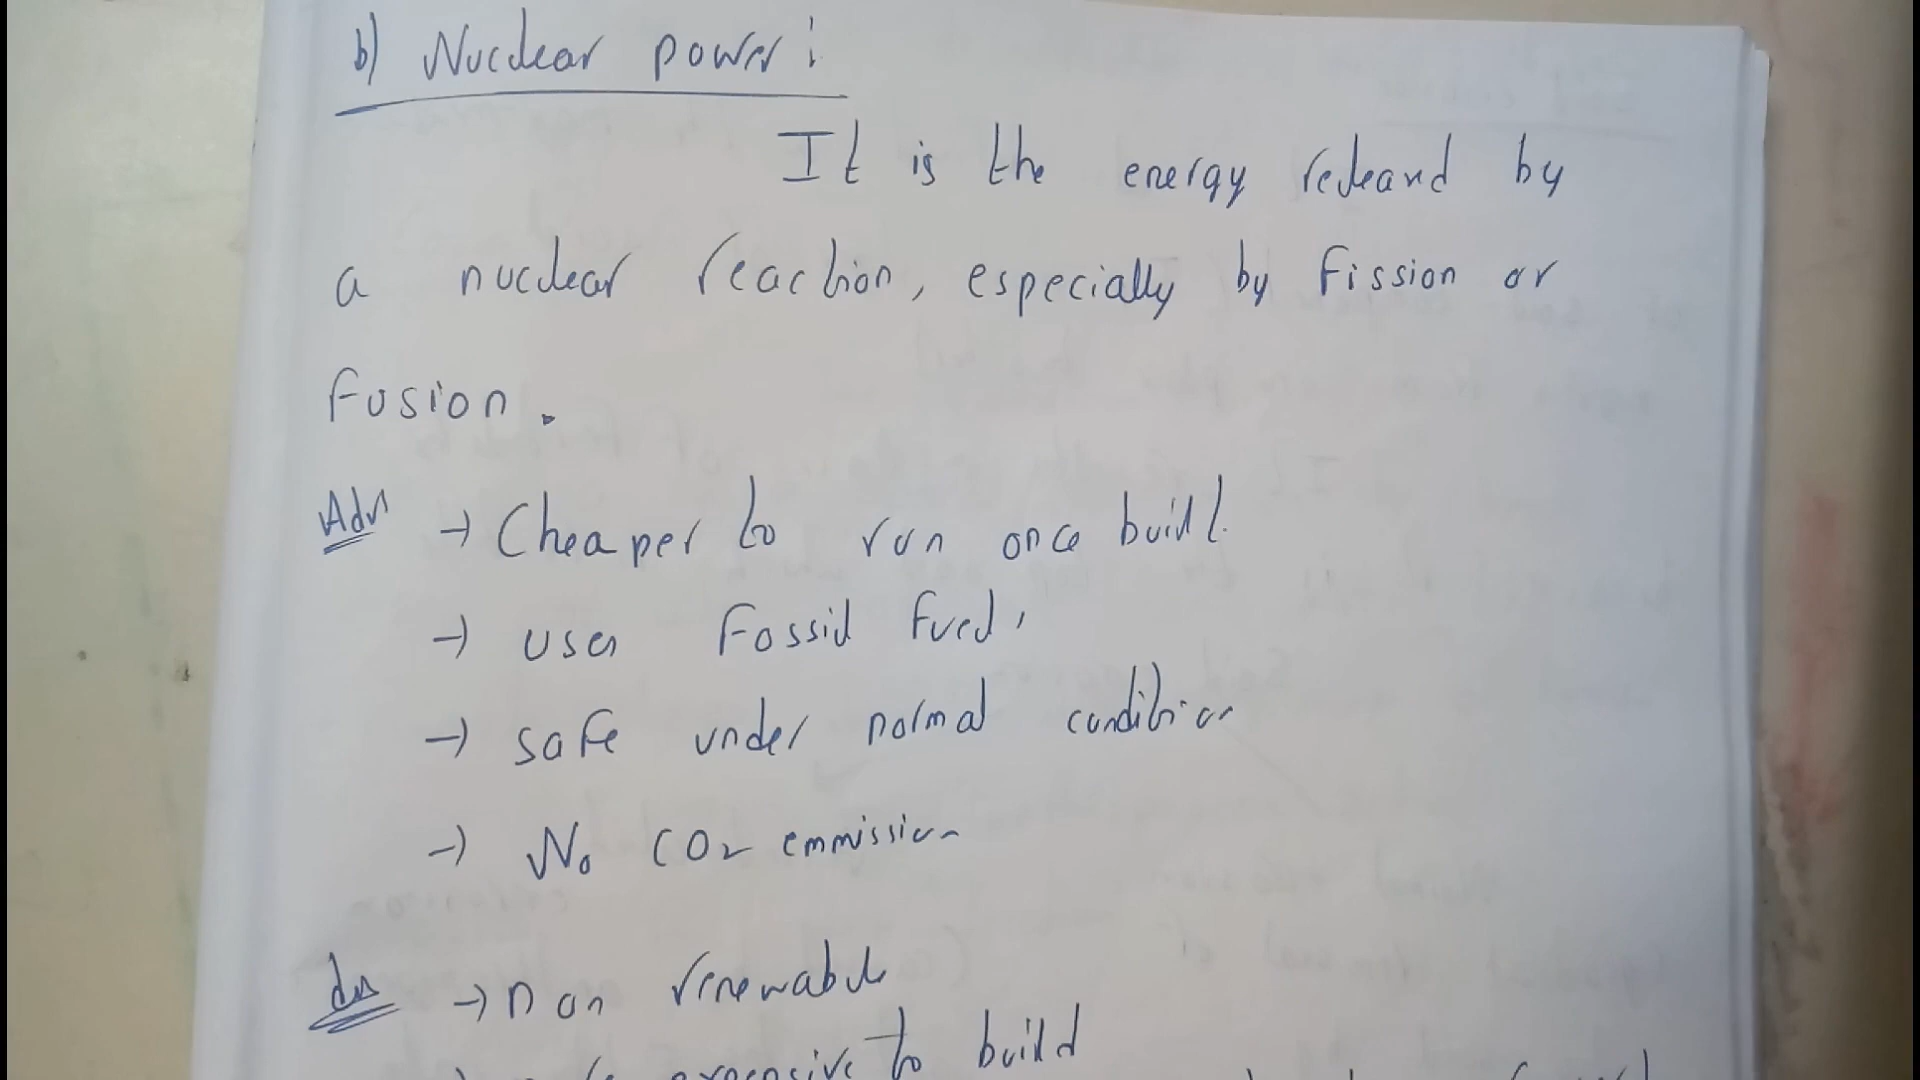 b) Nuclear power :
It is the energy released by
a nuclear reaction, especially by Fission or
Fusion.
Adv → Cheaper to run once built.
→ uses Fossil Fuel,
→ safe under normal condition
→ No CO2 emmission
dis → non renewable
expensive to build